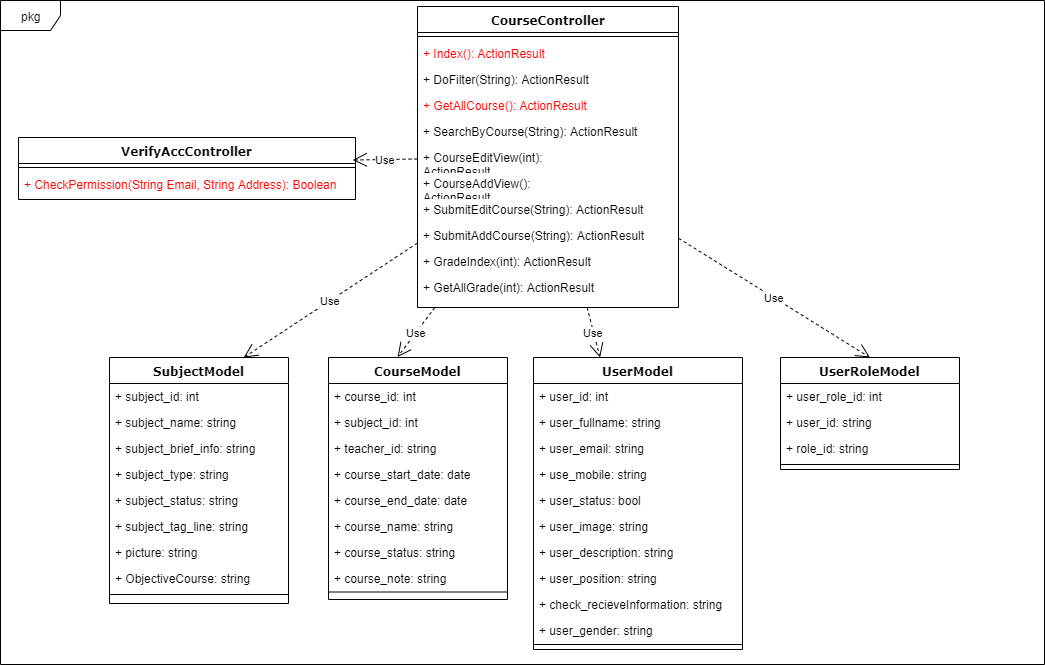 pkg
CourseController
+ Index(): ActionResult
+ DoFilter(String): ActionResult
+ GetAllCourse(): ActionResult
+ SearchByCourse(String): ActionResult
+ CourseEditView(int):
ActionResult
+ CourseAddView():
ActionResult
+ SubmitEditCourse(String): ActionResult
+ SubmitAddCourse(String): ActionResult
+ GradeIndex(int): ActionResult
+ GetAllGrade(int): ActionResult
VerifyAccController
+ CheckPermission(String Email, String Address): Boolean
Use
Use
Use
Use
Use
SubjectModel
+ subject_id: int
+ subject_name: string
+ subject_brief_info: string
+ subject_type: string
+ subject_status: string
+ subject_tag_line: string
+ picture: string
+ ObjectiveCourse: string
CourseModel
+ course_id: int
+ subject_id: int
+ teacher_id: string
+ course_start_date: date
+ course_end_date: date
+ course_name: string
+ course_status: string
+ course_note: string
UserModel
+ user_id: int
+ user_fullname: string
+ user_email: string
+ use_mobile: string
+ user_status: bool
+ user_image: string
+ user_description: string
+ user_position: string
+ check_recieveInformation: string
+ user_gender: string
UserRoleModel
+ user_role_id: int
+ user_id: string
+ role_id: string